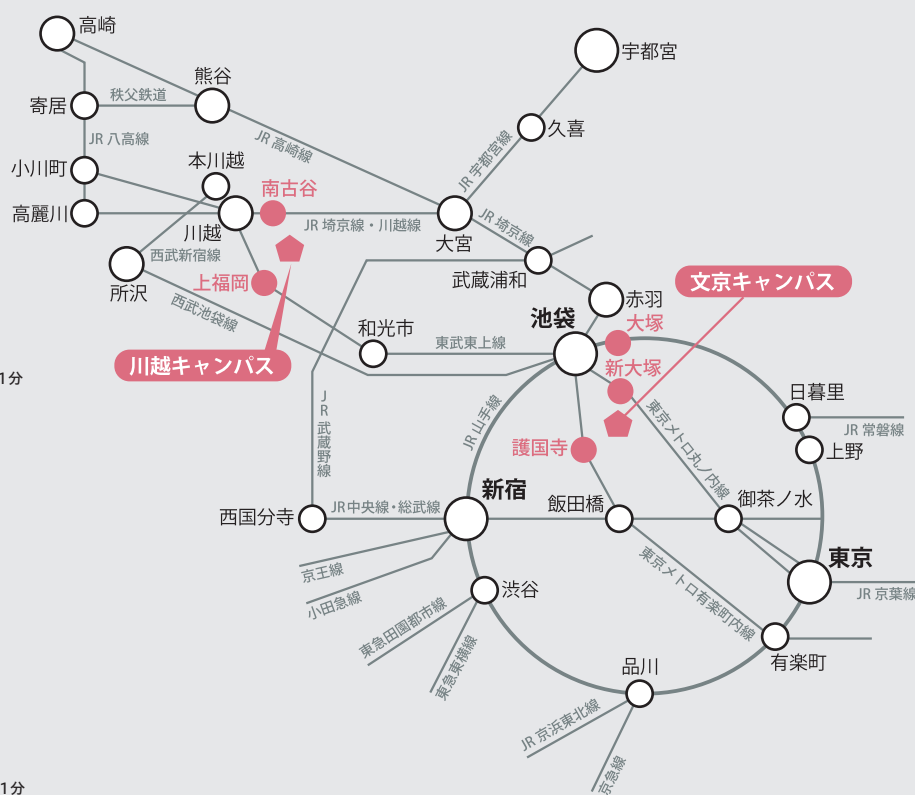 高崎
宇都宮
熊谷
秩父鉄道
寄居
久喜
JR 八高線
JR 高崎線
JR 宇都宮線
本川越
小川町
南古谷
高麗川
川越
JR 埼京線・川越線
大宮
JR 埼京線
西武新宿線
武蔵浦和
文京キャンパス
上福岡
所沢
西武池袋線
赤羽
池袋
大塚
和光市
東武東上線
川越キャンパス
新大塚
1分
日暮里
JR 常磐線
JR 武蔵野線
JR 山手線
東京メトロ丸ノ内線
護国寺
上野
新宿
飯田橋
御茶ノ水
西国分寺
JR中央線・総武線
東京
京王線
小田急線
渋谷
東京メトロ有楽町内線
JR 京葉線
東急田園都市線
東急東横線
有楽町
品川
JR 京浜東北線
京急線
1分